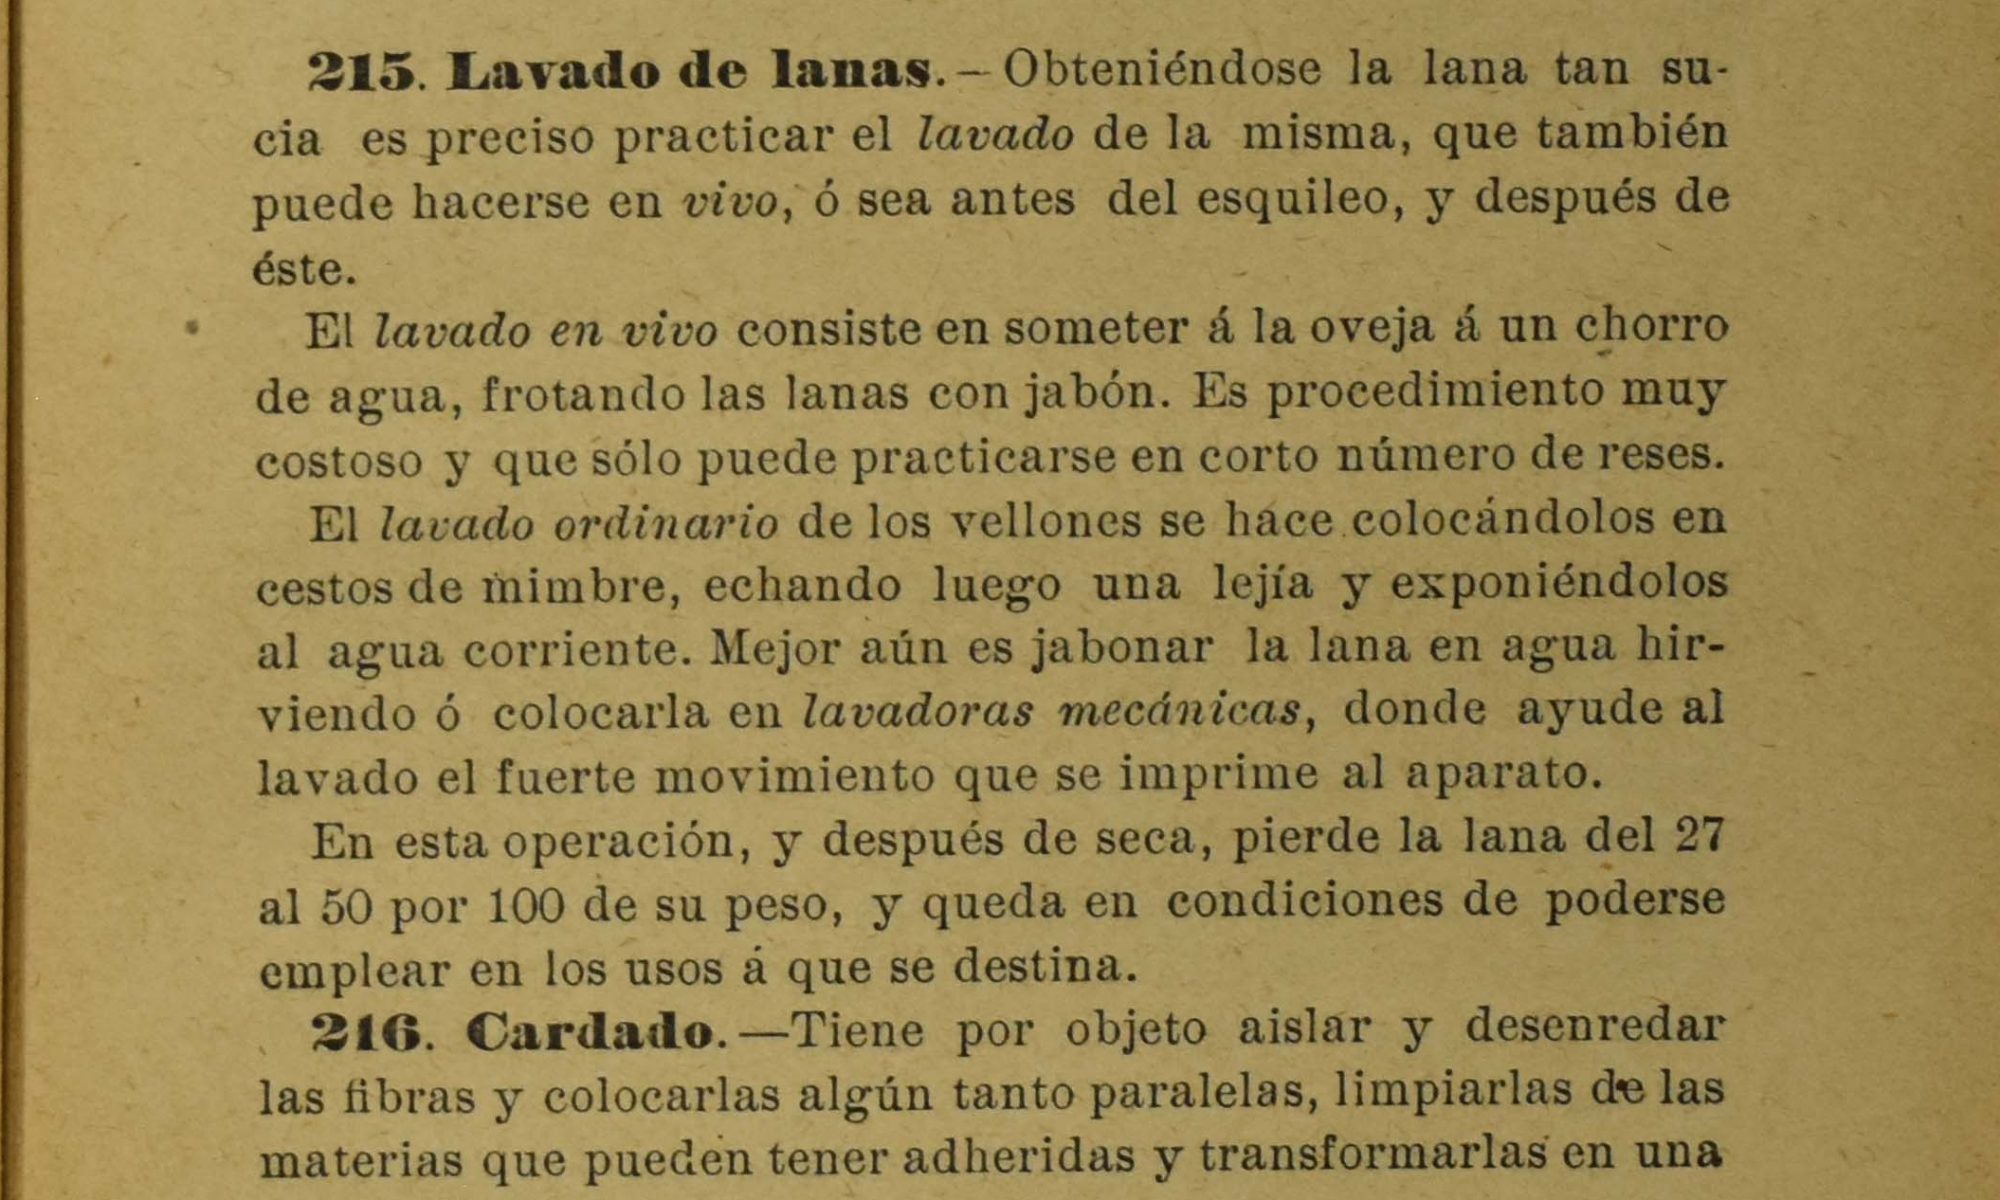 215. Lavado de lanas.—Obteniéndose la lana tan su-
cia es preciso practicar el lavado de la misma, que también
puede hacerse en vivo, ó sea antes del esquileo, y después de
éste.
El lavado en vivo consiste en someter á la oveja á un chorro
de agua, frotando las lanas con jabón. Es procedimiento muy
costoso y que sólo puede practicarse en corto número de reses.
El lavado ordinario de los vellones se hace colocándolos en
cestos de mimbre, echando luego una lejía y exponiéndolos
al agua corriente. Mejor aún es jabonar la lana en agua hir-
viendo ó colocarla en lavadoras mecánicas, donde ayude al
lavado el fuerte movimiento que se imprime al aparato.
En esta operación, y después de seca, pierde la lana del 27
al 50 por 100 de su peso, y queda en condiciones de poderse
emplear en los usos á que se destina.
216. Cardado.—Tiene por objeto aislar y desenredar
las fibras y colocarlas algún tanto paralelas, limpiarlas de las
materias que pueden tener adheridas y transformarlas en una